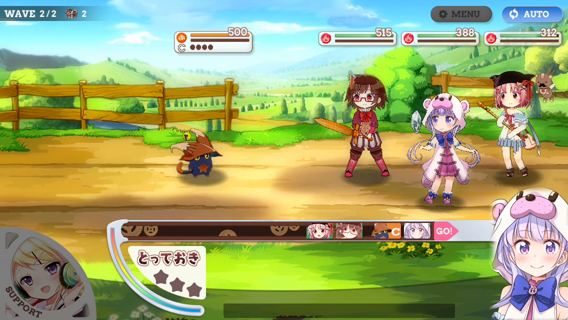 WAVE 2/2 2
MENU
AUTO
500
C
515
388
312
C
GO!
とっておき
SUPPORT